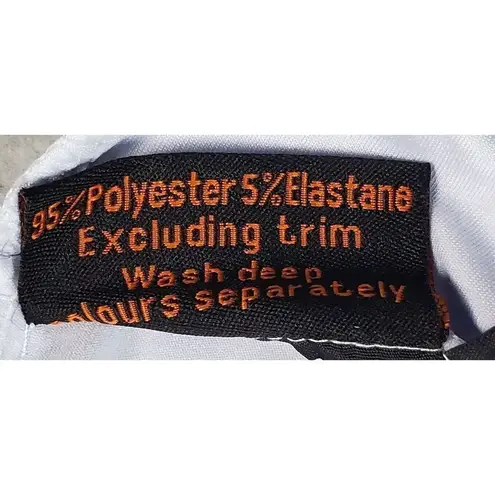 95% Polyester 5% Elastane
Excluding trim
Wash deep
colours separately